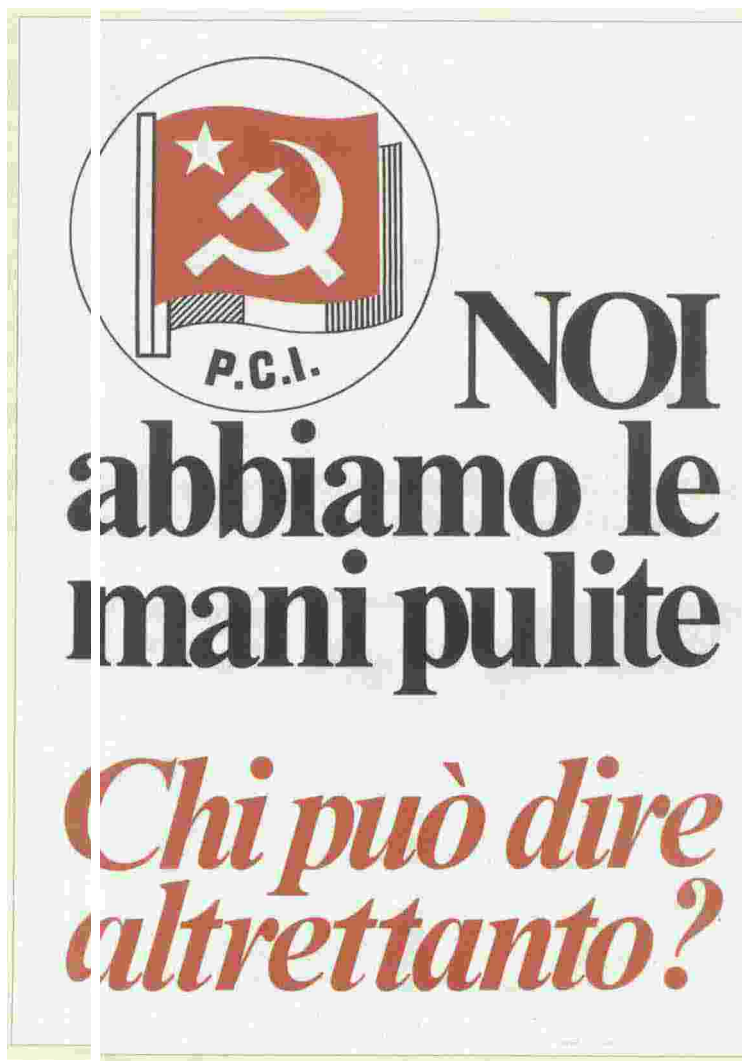 P.C.I.
NOI
abbiamo le
mani pulite
Chi può dire
altrettanto?